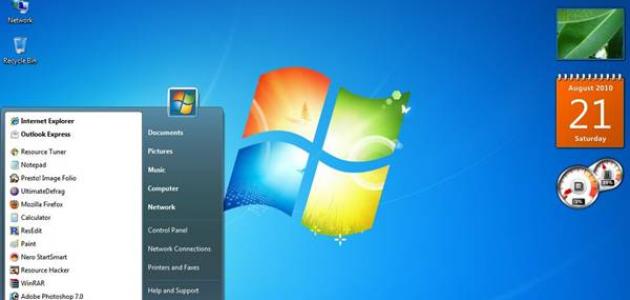 Network
Recycle Bin
Internet Explorer
Outlook Express
Resource Tuner
Notepad
Presto! Image Folio
UltimateDefrag
Mozilla Firefox
Calculator
ResEdit
Paint
Nero StartSmart
Resource Hacker
WinRAR
Adobe Photoshop 7.0
Documents
Pictures
Music
Computer
Network
Control Panel
Network Connections
Printers and Faxes
Help and Support
August 2010
21
Saturday